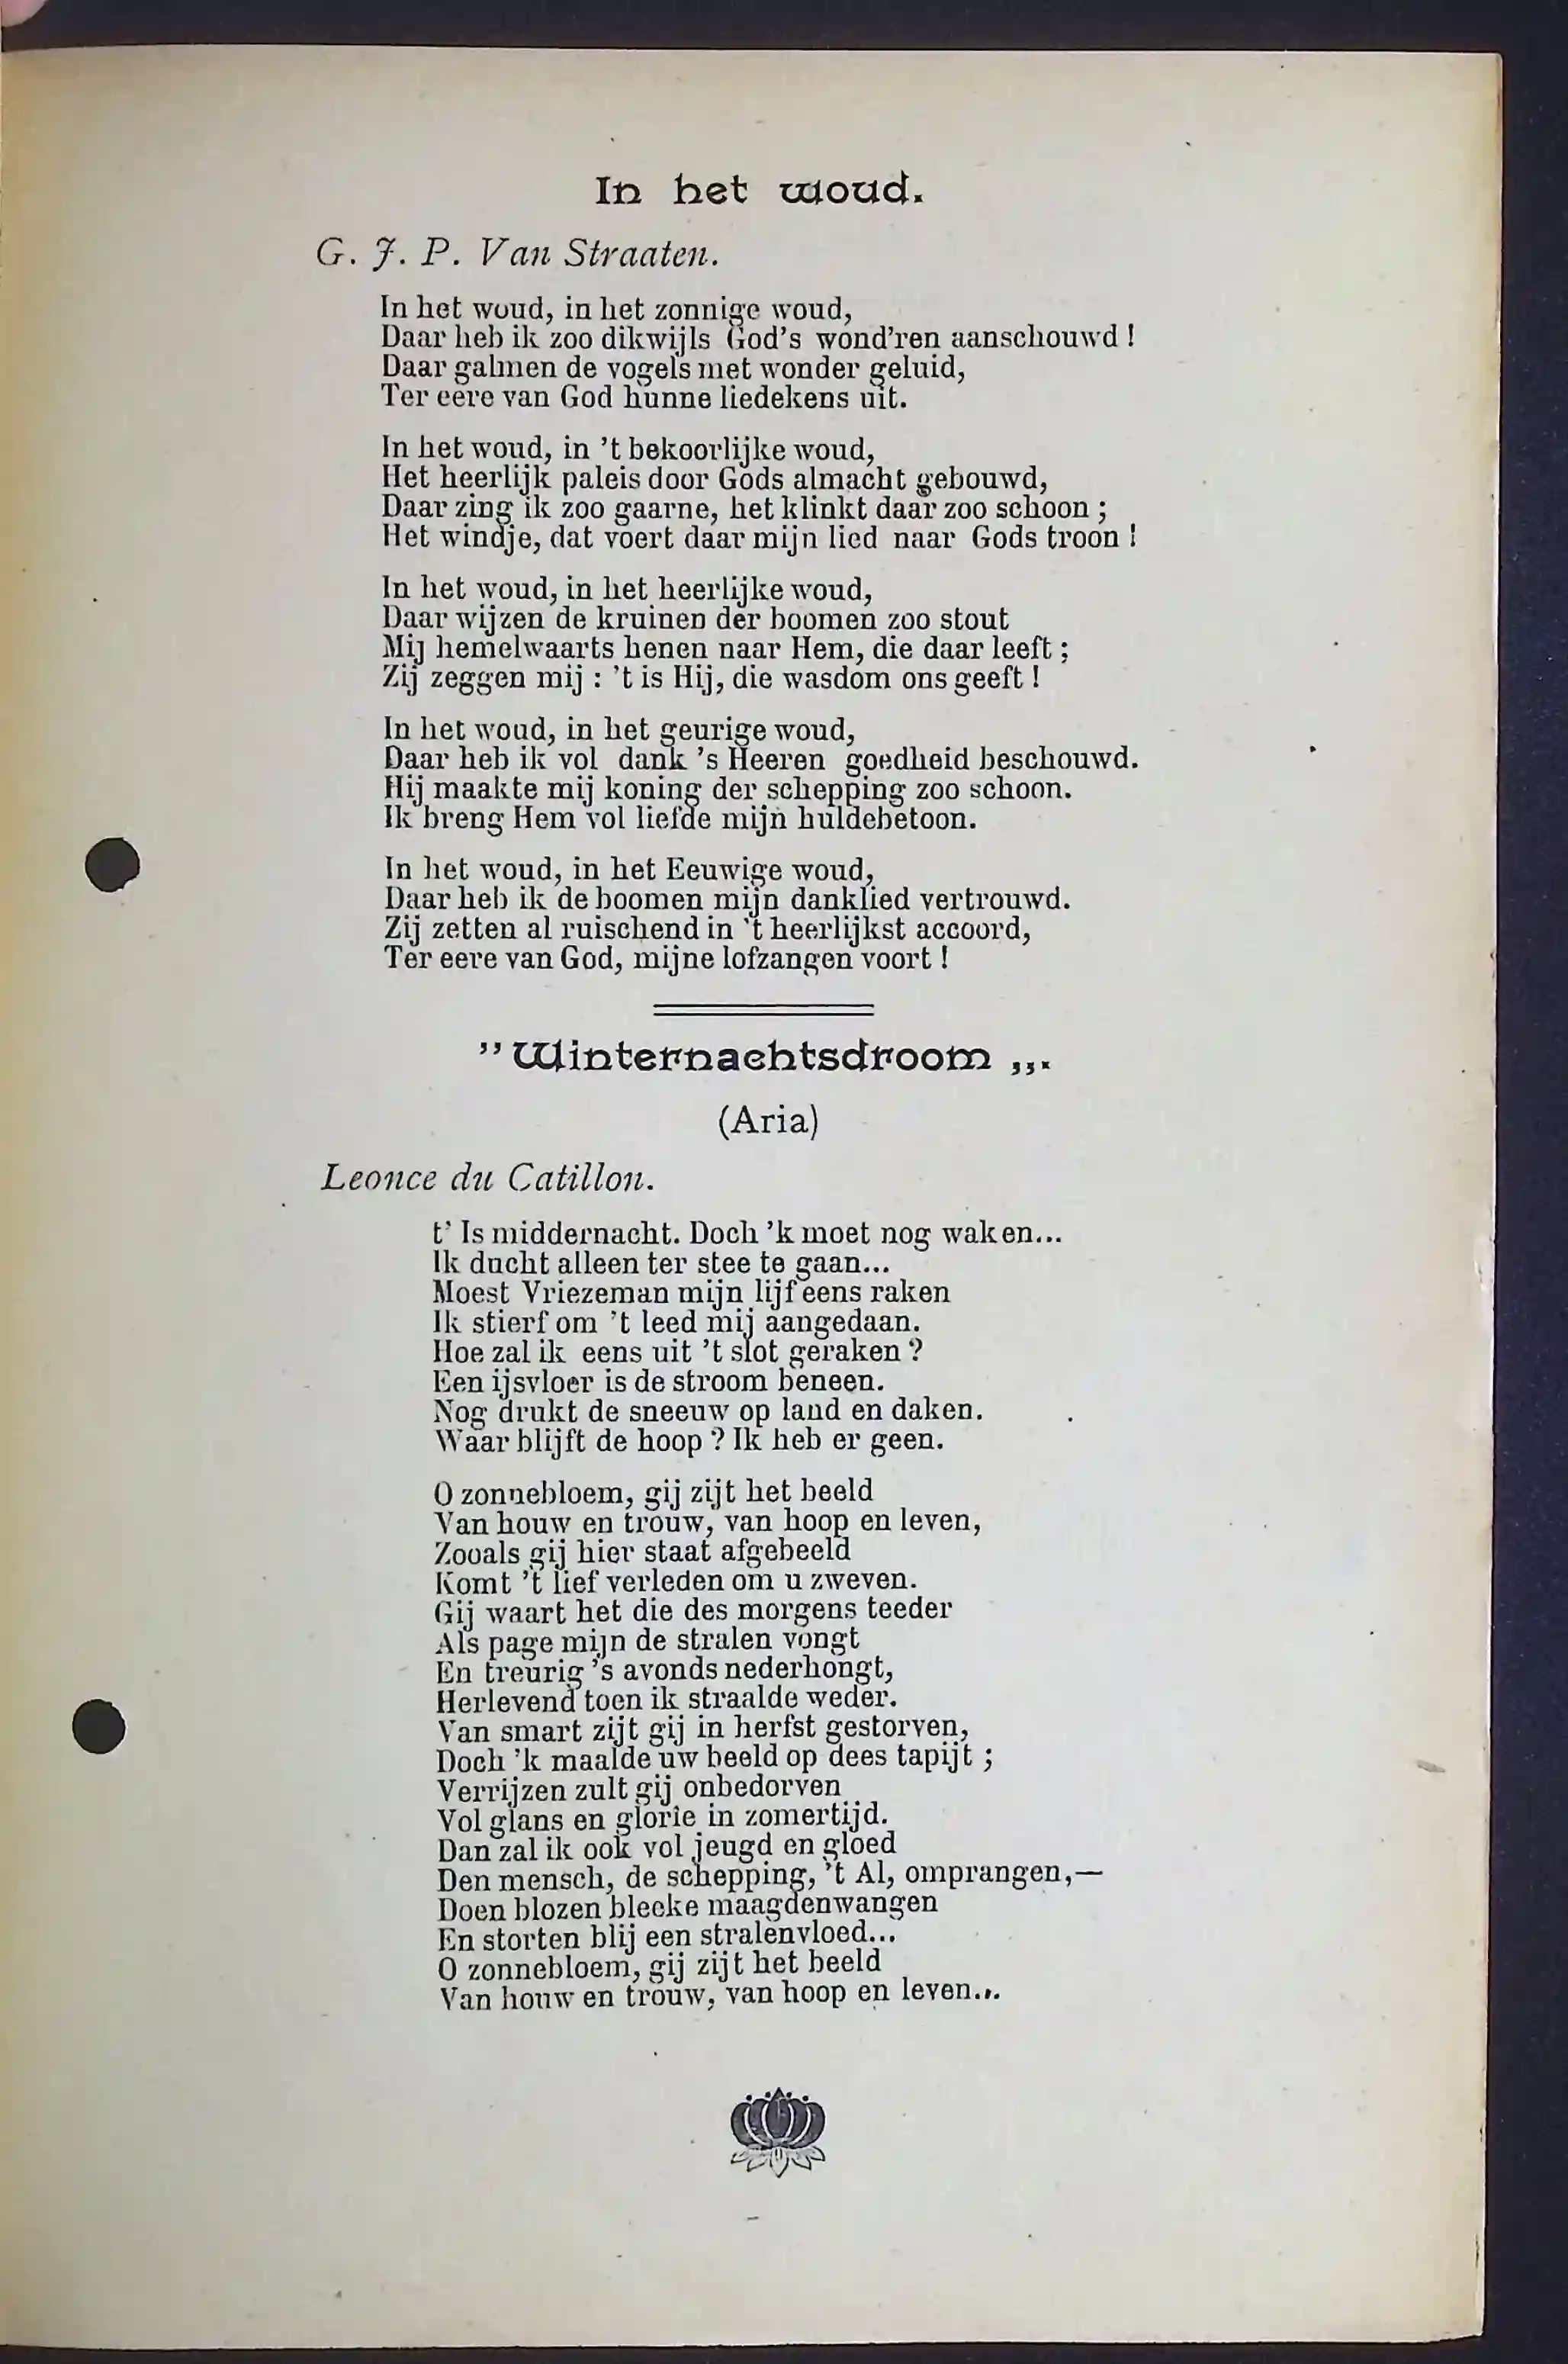 In het woud.
G. J. P. Van Straaten.
In het woud, in het zonnige woud,
Daar heb ik zoo dikwijls God's wond'ren aanschouwd !
Daar galmen de vogels met wonder geluid,
Ter eere van God hunne liedekens uit.
In het woud, in 't bekoorlijke woud,
Het heerlijk paleis door Gods almacht gebouwd,
Daar zing ik zoo gaarne, het klinkt daar zoo schoon ;
Het windje, dat voert daar mijn lied naar Gods troon !
In het woud, in het heerlijke woud,
Daar wijzen de kruinen der boomen zoo stout
Mij hemelwaarts henen naar Hem, die daar leeft ;
Zij zeggen mij : 't is Hij, die wasdom ons geeft !
In het woud, in het geurige woud,
Daar heb ik vol dank 's Heeren goedheid beschouwd.
Hij maakte mij koning der schepping zoo schoon.
Ik breng Hem vol liefde mijn huldebetoon.
In het woud, in het Eeuwige woud,
Daar heb ik de boomen mijn danklied vertrouwd.
Zij zetten al ruischend in 't heerlijkst accoord,
Ter eere van God, mijne lofzangen voort !
" Winternachtsdroom ,,.
(Aria)
Leonce du Catillon.
t' Is middernacht. Doch 'k moet nog waken...
Ik ducht alleen ter stee te gaan...
Moest Vriezeman mijn lijf eens raken
Ik stierf om 't leed mij aangedaan.
Hoe zal ik eens uit 't slot geraken ?
Een ijsvloer is de stroom beneen.
Nog drukt de sneeuw op land en daken.
Waar blijft de hoop ? Ik heb er geen.
O zonnebloem, gij zijt het beeld
Van houw en trouw, van hoop en leven,
Zooals gij hier staat afgebeeld
Komt 't lief verleden om u zweven.
Gij waart het die des morgens teeder
Als page mijn de stralen vongt
En treurig 's avonds nederhongt,
Herlevend toen ik straalde weder.
Van smart zijt gij in herfst gestorven,
Doch 'k maalde uw beeld op dees tapijt ;
Verrijzen zult gij onbedorven
Vol glans en glorie in zomertijd.
Dan zal ik ook vol jeugd en gloed
Den mensch, de schepping, 't Al, omprangen,—
Doen blozen bleeke maagdenwangen
En storten blij een stralenvloed...
O zonnebloem, gij zijt het beeld
Van houw en trouw, van hoop en leven...